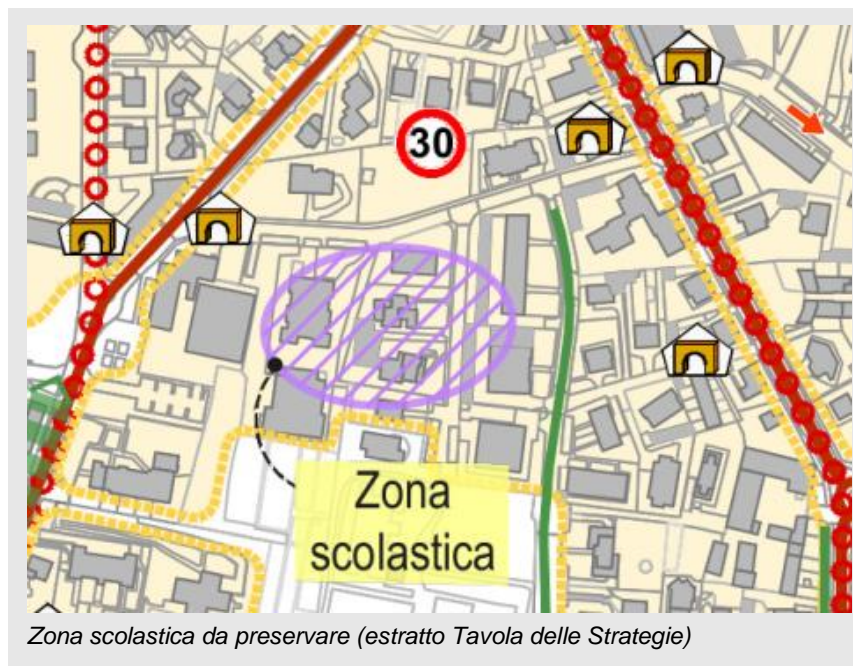 30
Zona
scolastica
Zona scolastica da preservare (estratto Tavola delle Strategie)